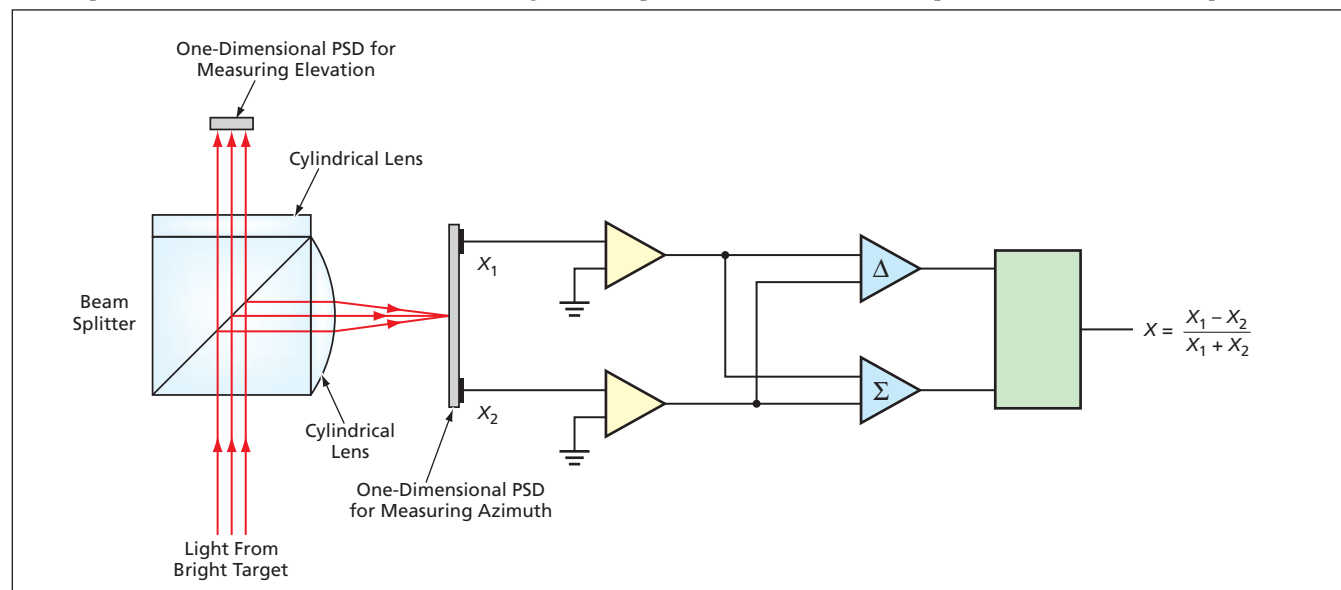 One-Dimensional PSD for
Measuring Elevation
Cylindrical Lens
Beam
Splitter
X1
X2
Δ
Σ
X = X1 – X2
X1 + X2
Cylindrical
Lens
One-Dimensional PSD
for Measuring Azimuth
Light From
Bright Target